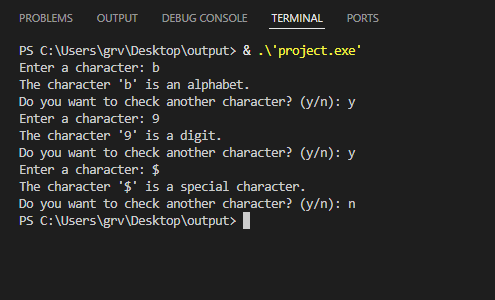 PROBLEMS OUTPUT DEBUG CONSOLE TERMINAL PORTS
PS C:\Users\grv\Desktop\output> & .\'project.exe'
Enter a character: b
The character 'b' is an alphabet.
Do you want to check another character? (y/n): y
Enter a character: 9
The character '9' is a digit.
Do you want to check another character? (y/n): y
Enter a character: $
The character '$' is a special character.
Do you want to check another character? (y/n): n
PS C:\Users\grv\Desktop\output>